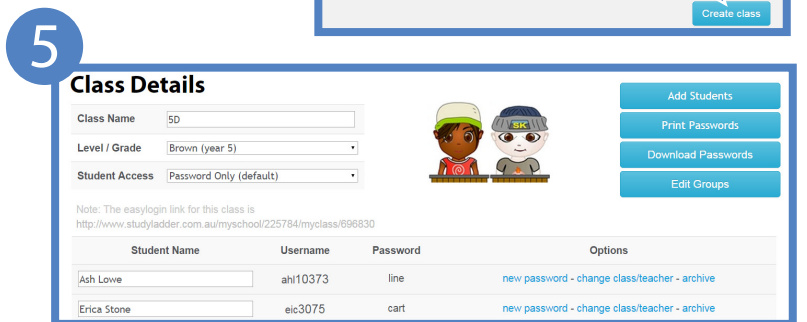 Create class
5
Class Details
Add Students
Class Name 5D
SK
Print Passwords
Level / Grade Brown (year 5)
Download Passwords
Student Access Password Only (default)
Edit Groups
Note: The easylogin link for this class is
http://www.studyladder.com.au/myschool/225784/myclass/696830
Student Name Username Password Options
Ash Lowe ahl10373 line new password - change class/teacher - archive
Erica Stone eic3075 cart new password - change class/teacher - archive